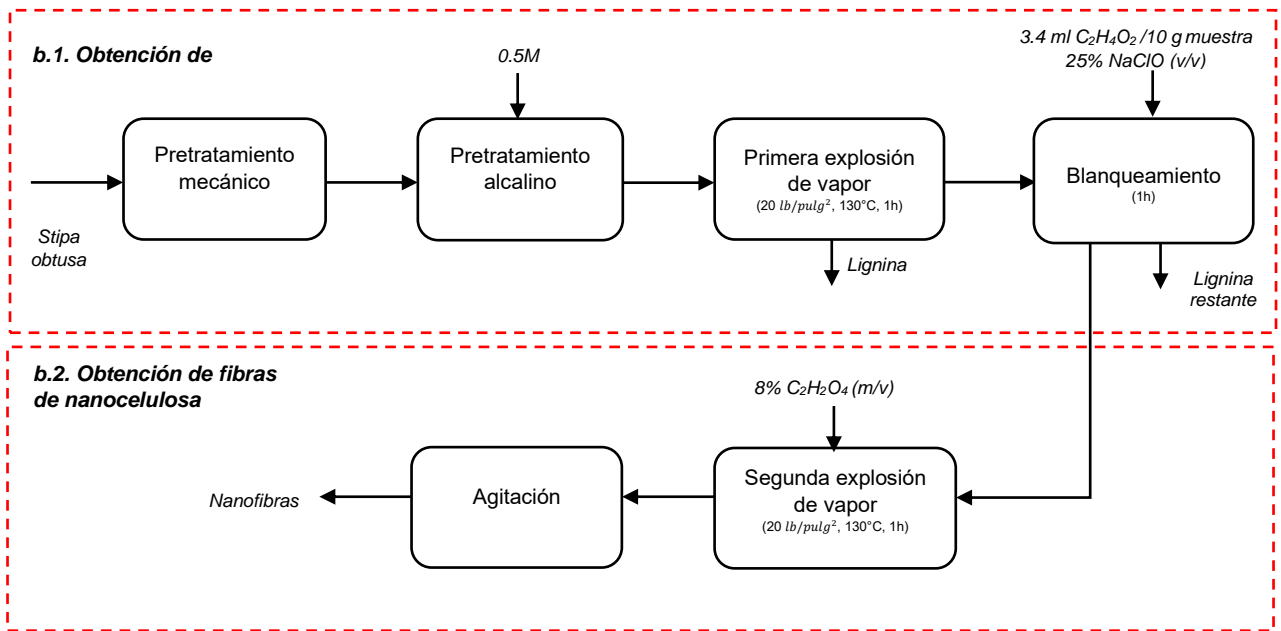 b.1. Obtención de
0.5M
3.4 ml C₂H₄O₂ /10 g muestra
25% NaClO (v/v)
Pretratamiento
mecánico
Pretratamiento
alcalino
Primera explosión
de vapor
(20 lb/pulg², 130°C, 1h)
Blanqueamiento
(1h)
Stipa
obtusa
Lignina
Lignina
restante
b.2. Obtención de fibras
de nanocelulosa
8% C₂H₂O₄ (m/v)
Nanofibras
Agitación
Segunda explosión
de vapor
(20 lb/pulg², 130°C, 1h)